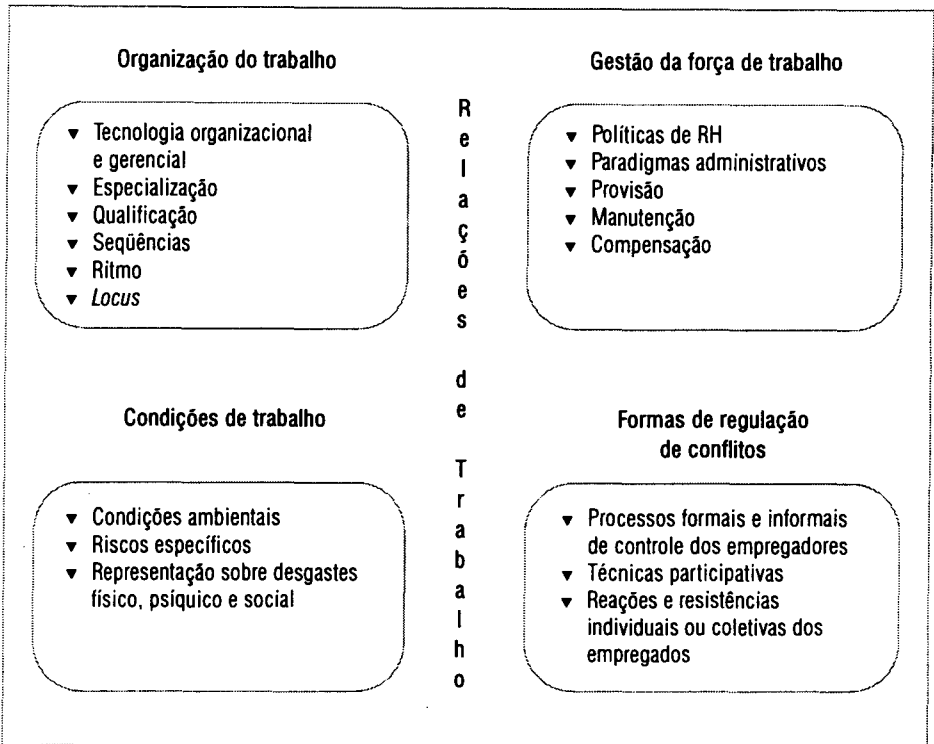 Organização do trabalho
▼ Tecnologia organizacional
e gerencial
▼ Especialização
▼ Qualificação
▼ Seqüências
▼ Ritmo
▼ Locus
Relações de Trabalho
Gestão da força de trabalho
▼ Políticas de RH
▼ Paradigmas administrativos
▼ Provisão
▼ Manutenção
▼ Compensação
Condições de trabalho
▼ Condições ambientais
▼ Riscos específicos
▼ Representação sobre desgastes
físico, psíquico e social
Formas de regulação
de conflitos
▼ Processos formais e informais
de controle dos empregadores
▼ Técnicas participativas
▼ Reações e resistências
individuais ou coletivas dos
empregados